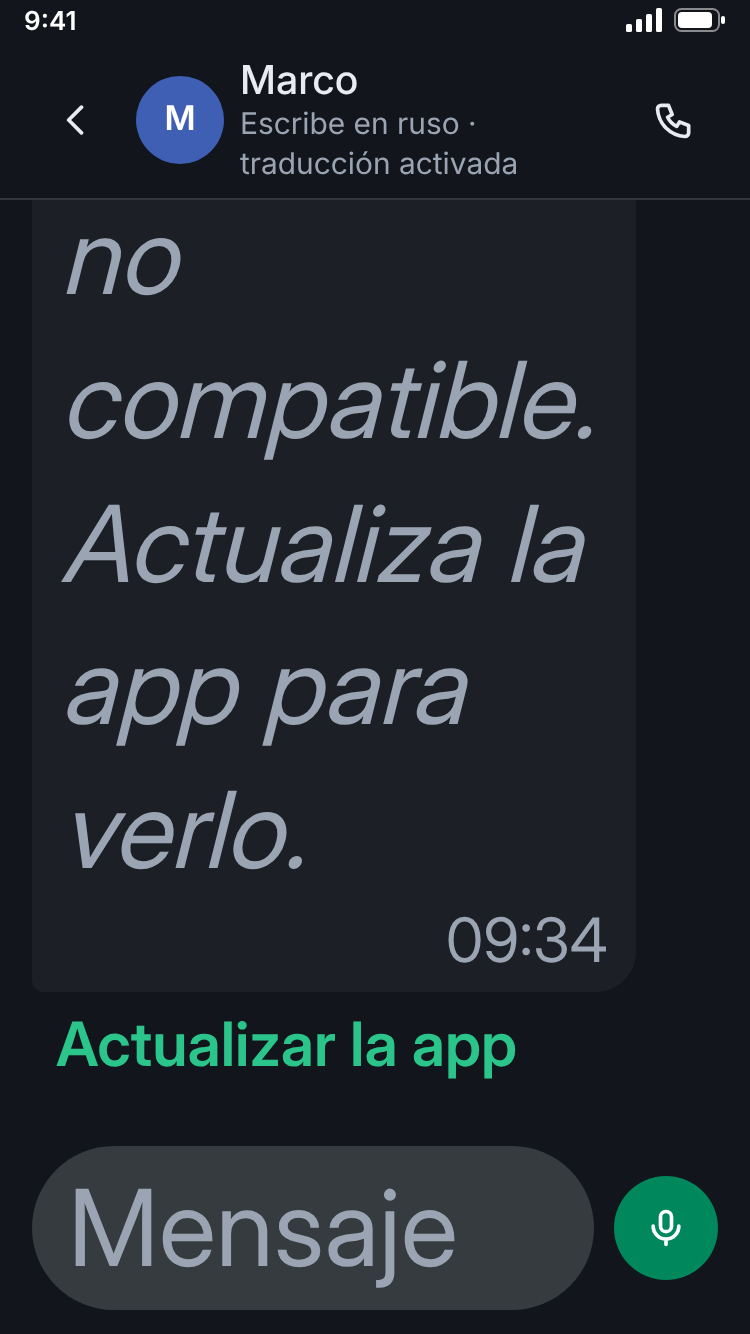 9:41
M
Marco
Escribe en ruso ·
traducción activada
no
compatible.
Actualiza la
app para
verlo.
09:34
Actualizar la app
Mensaje